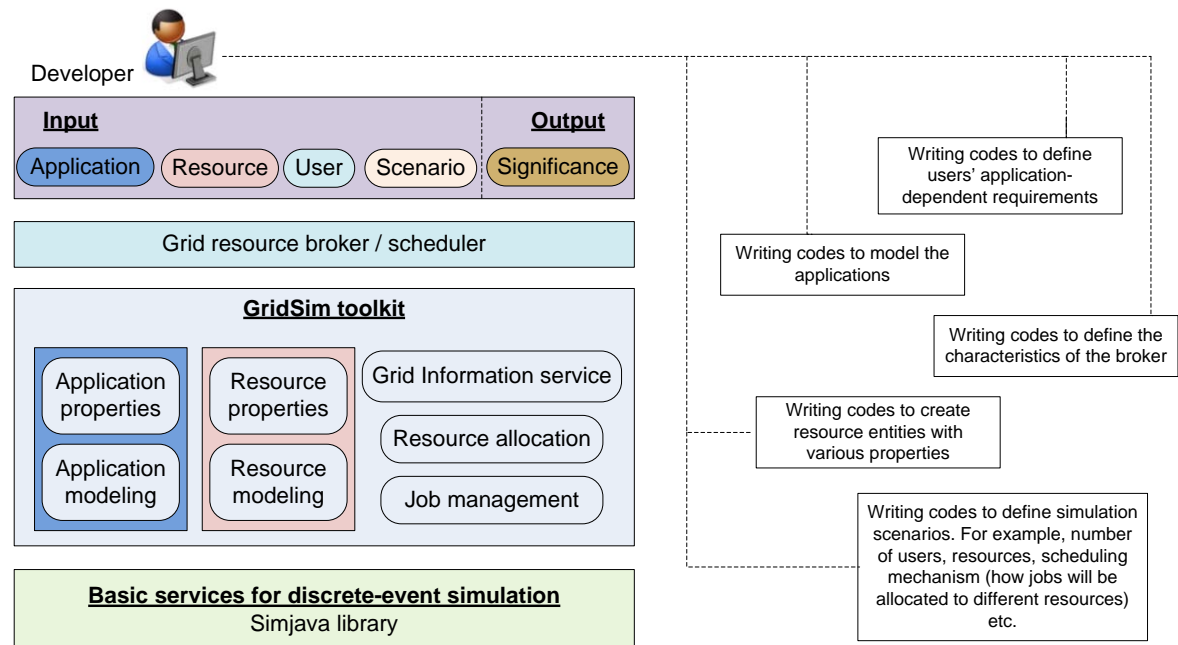 Developer
Input
Output
Application
Resource
User
Scenario
Significance
Grid resource broker / scheduler
GridSim toolkit
Application
properties
Application
modeling
Resource
properties
Resource
modeling
Grid Information service
Resource allocation
Job management
Basic services for discrete-event simulation
Simjava library
Writing codes to define
users’ application-
dependent requirements
Writing codes to model the
applications
Writing codes to define the
characteristics of the broker
Writing codes to create
resource entities with
various properties
Writing codes to define simulation
scenarios. For example, number
of users, resources, scheduling
mechanism (how jobs will be
allocated to different resources)
etc.